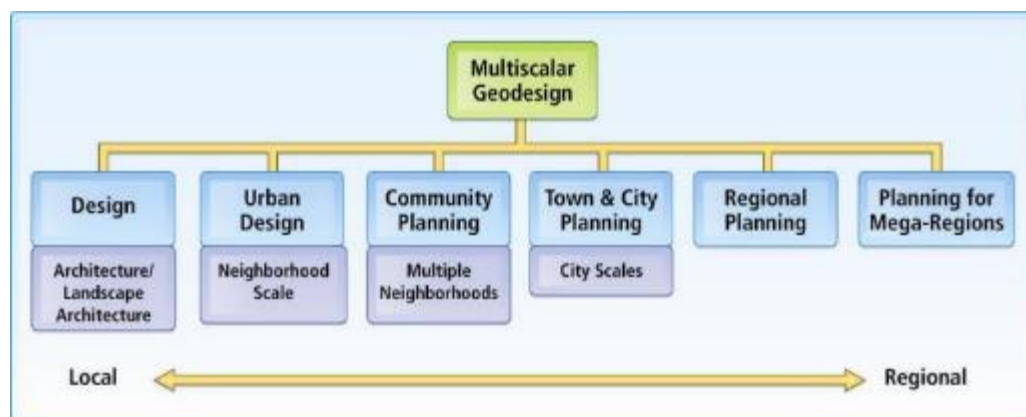 Multiscalar
Geodesign
Design
Architecture/
Landscape
Architecture
Urban
Design
Neighborhood
Scale
Community
Planning
Multiple
Neighborhoods
Town & City
Planning
City Scales
Regional
Planning
Planning for
Mega-Regions
Local
Regional